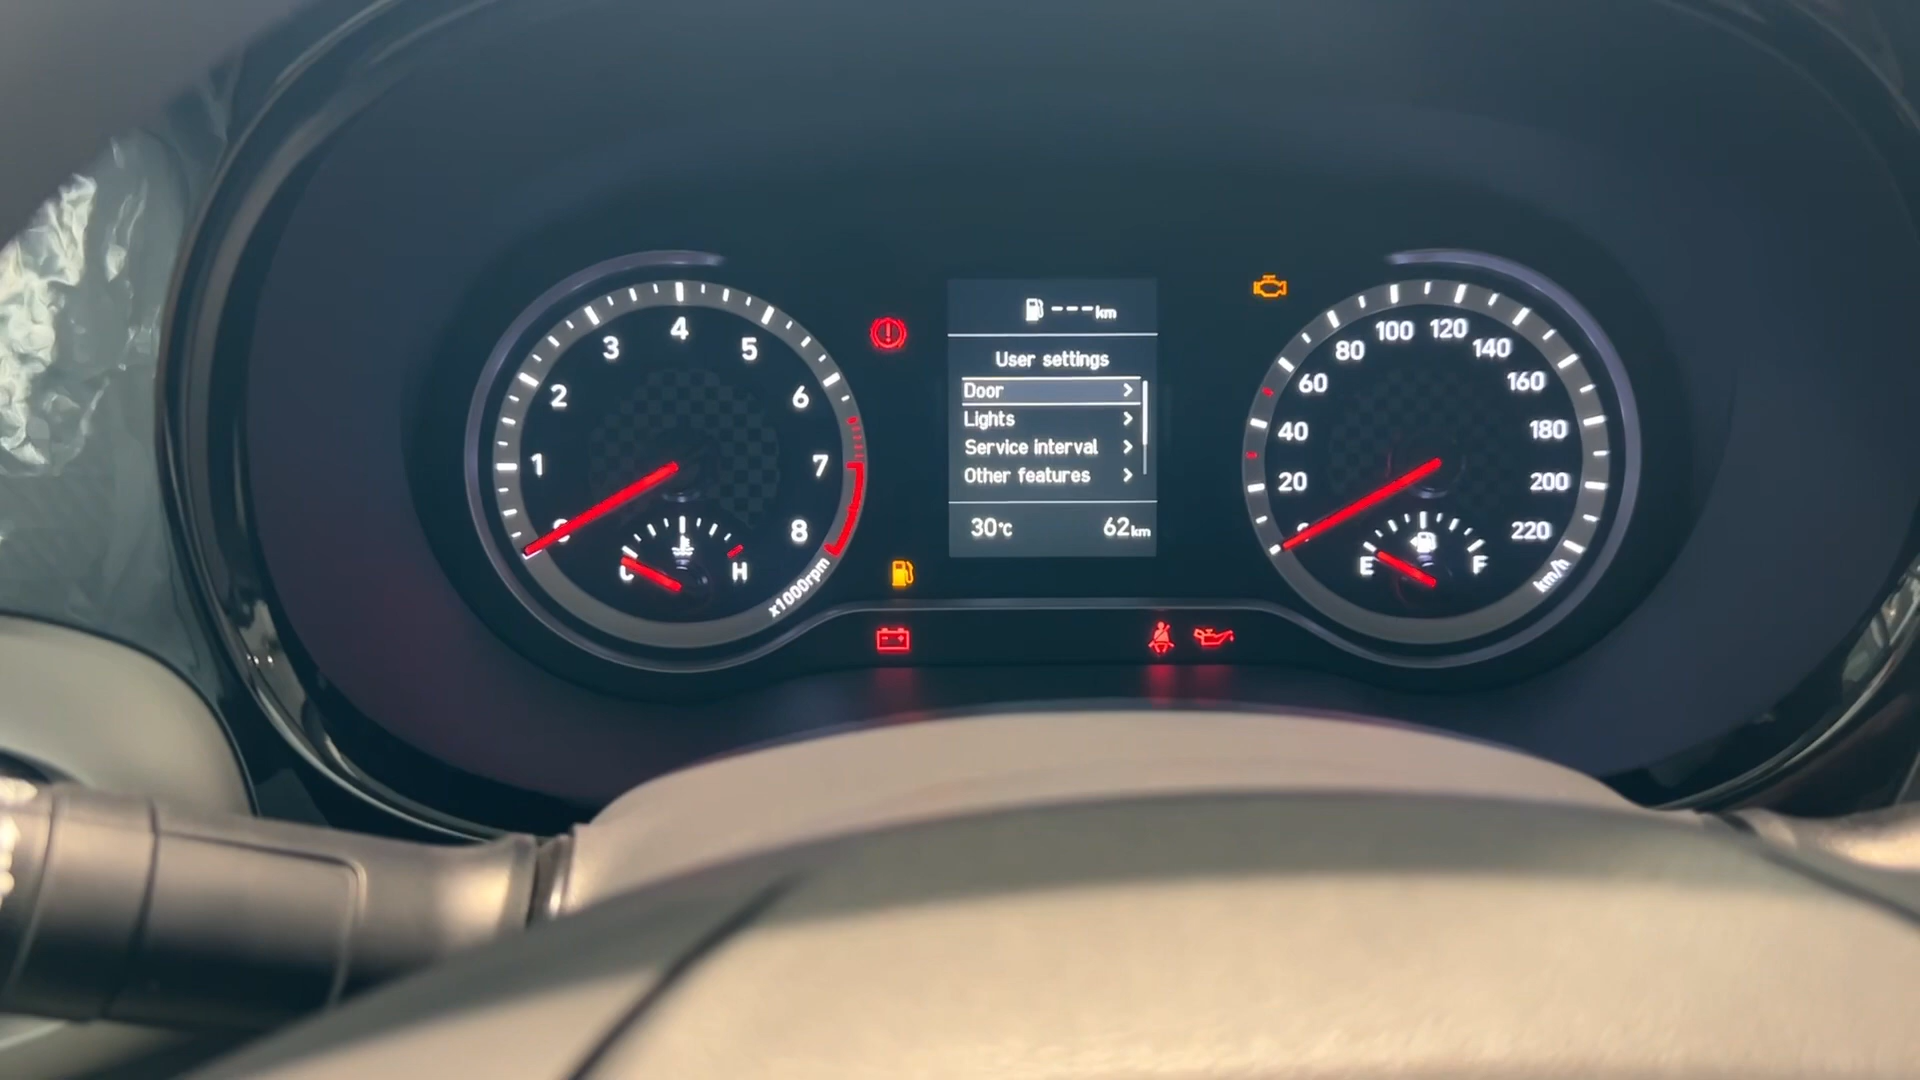 1
2
3
4
5
6
7
8
x1000rpm
C
H
---km
User settings
Door
Lights
Service interval
Other features
30°C 62km
20
40
60
80
100
120
140
160
180
200
220
km/h
E
F